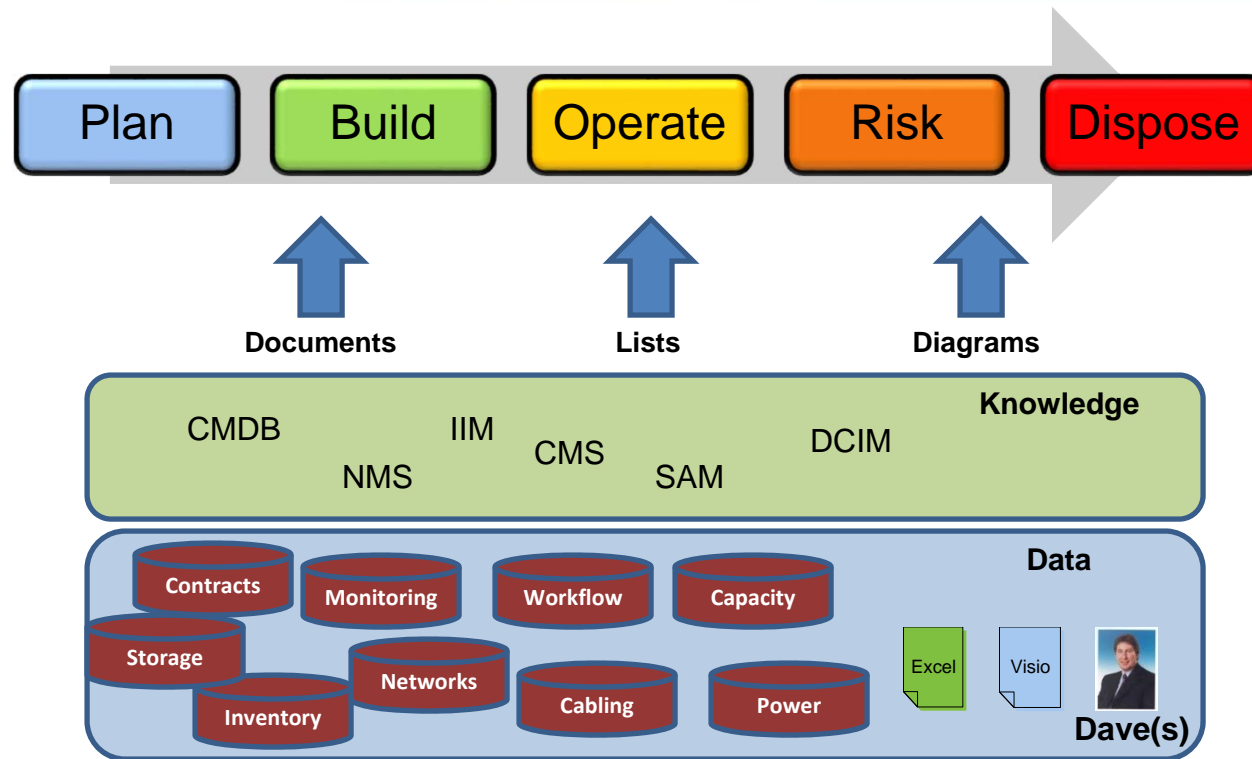 Plan
Build
Operate
Risk
Dispose
Documents
Lists
Diagrams
Knowledge
CMDB
IIM
CMS
DCIM
NMS
SAM
Data
Contracts
Monitoring
Workflow
Capacity
Storage
Networks
Inventory
Cabling
Power
Excel
Visio
Dave(s)